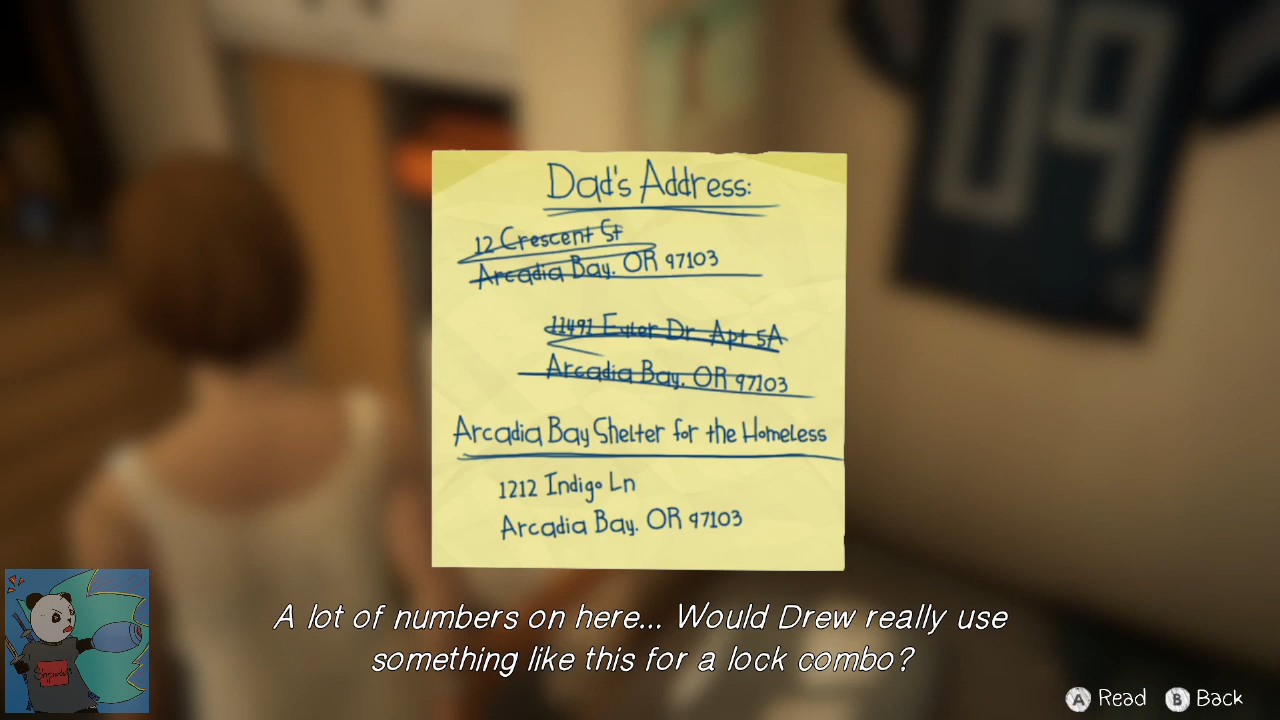 09
Dad's Address:
12 Crescent St
Arcadia Bay, OR 97103
11491 Dr Apt 5A
Arcadia Bay, OR 97103
Arcadia Bay Shelter for the Homeless
1212 Indigo Ln
Arcadia Bay, OR 97103
A lot of numbers on here... Would Drew really use
something like this for a lock combo?
A Read B Back